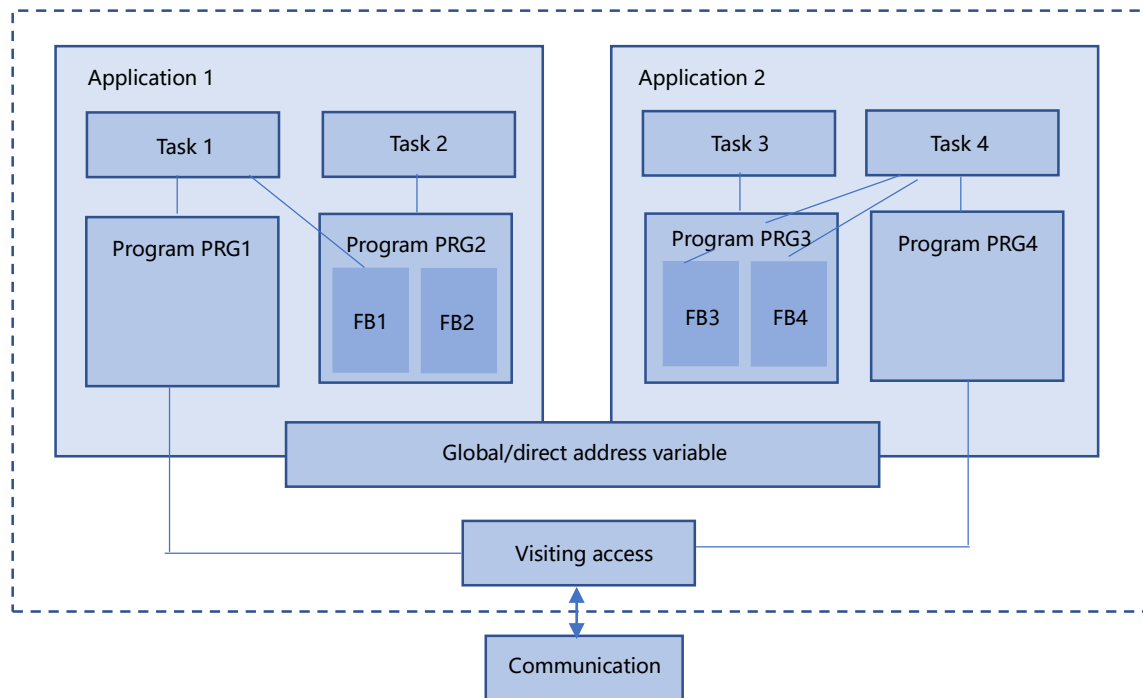 Application 1
Application 2
Task 1
Task 2
Task 3
Task 4
Program PRG1
Program PRG2
Program PRG3
Program PRG4
FB1
FB2
FB3
FB4
Global/direct address variable
Visiting access
Communication